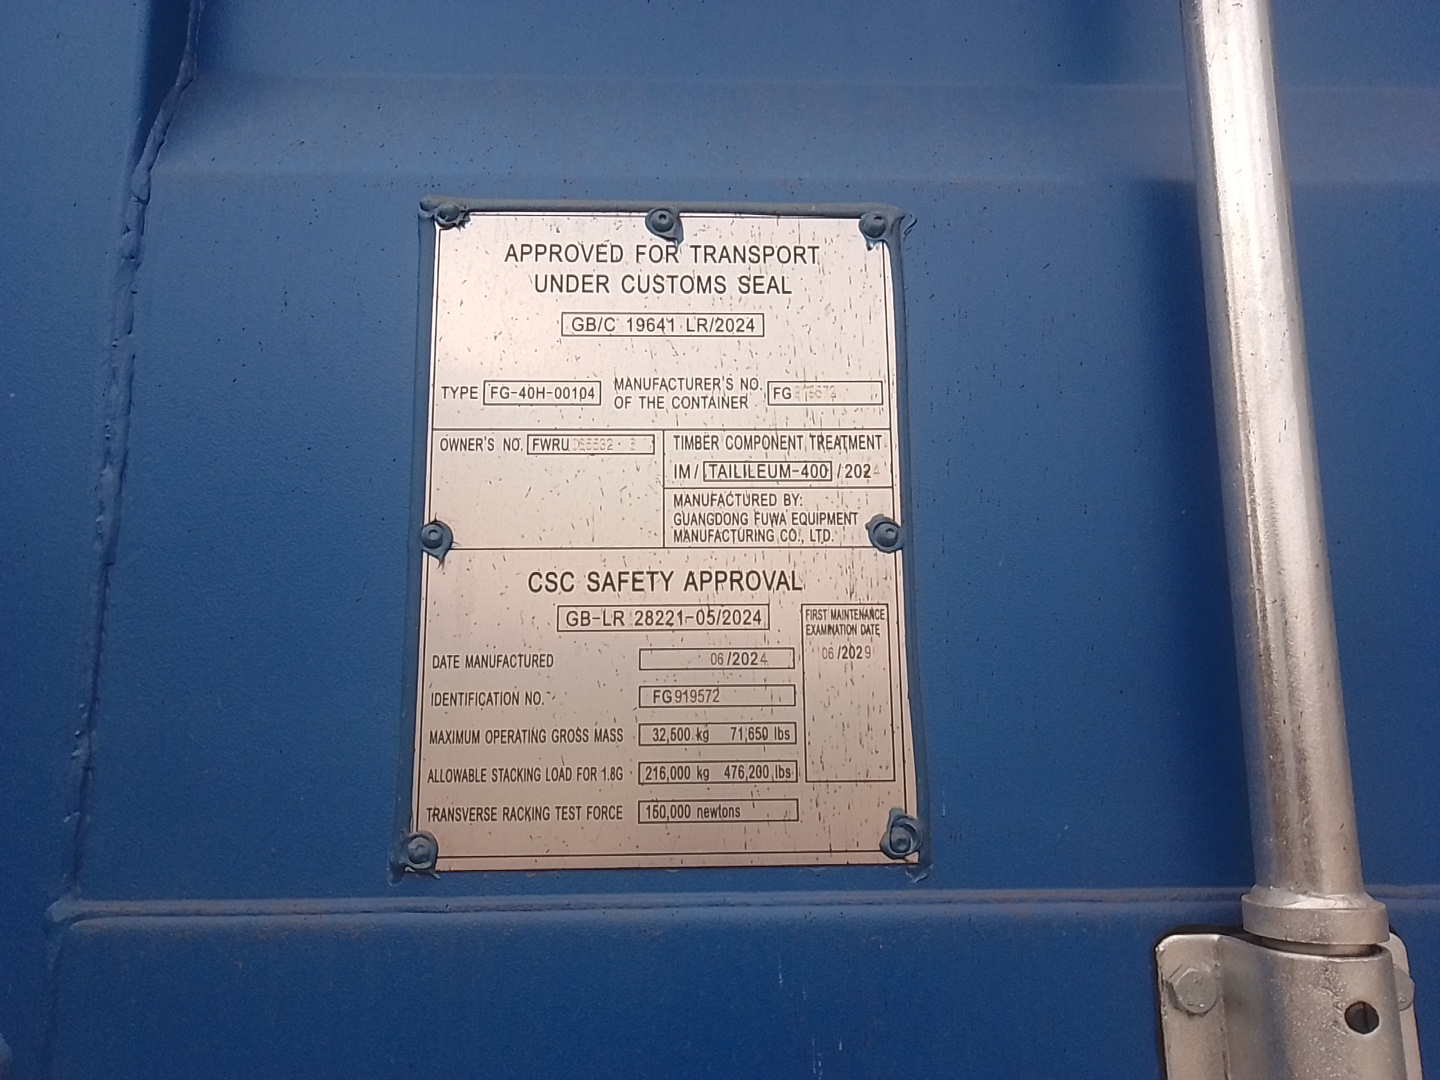 APPROVED FOR TRANSPORT
UNDER CUSTOMS SEAL
GB/C 19641 LR/2024
TYPE FG-40H-00104
MANUFACTURER'S NO.
OF THE CONTAINER
FG
OWNER'S NO. FWRU
TIMBER COMPONENT TREATMENT
IM/ TAILILEUM-400 /2024
MANUFACTURED BY:
GUANGDONG FUWA EQUIPMENT
MANUFACTURING CO., LTD.
CSC SAFETY APPROVAL
GB-LR 28221-05/2024
FIRST MAINTENANCE
EXAMINATION DATE
06/2029
DATE MANUFACTURED 06/2024
IDENTIFICATION NO. FG919572
MAXIMUM OPERATING GROSS MASS 32,500 kg 71,650 lbs
ALLOWABLE STACKING LOAD FOR 1.8G 216,000 kg 476,200 lbs
TRANSVERSE RACKING TEST FORCE 150,000 newtons